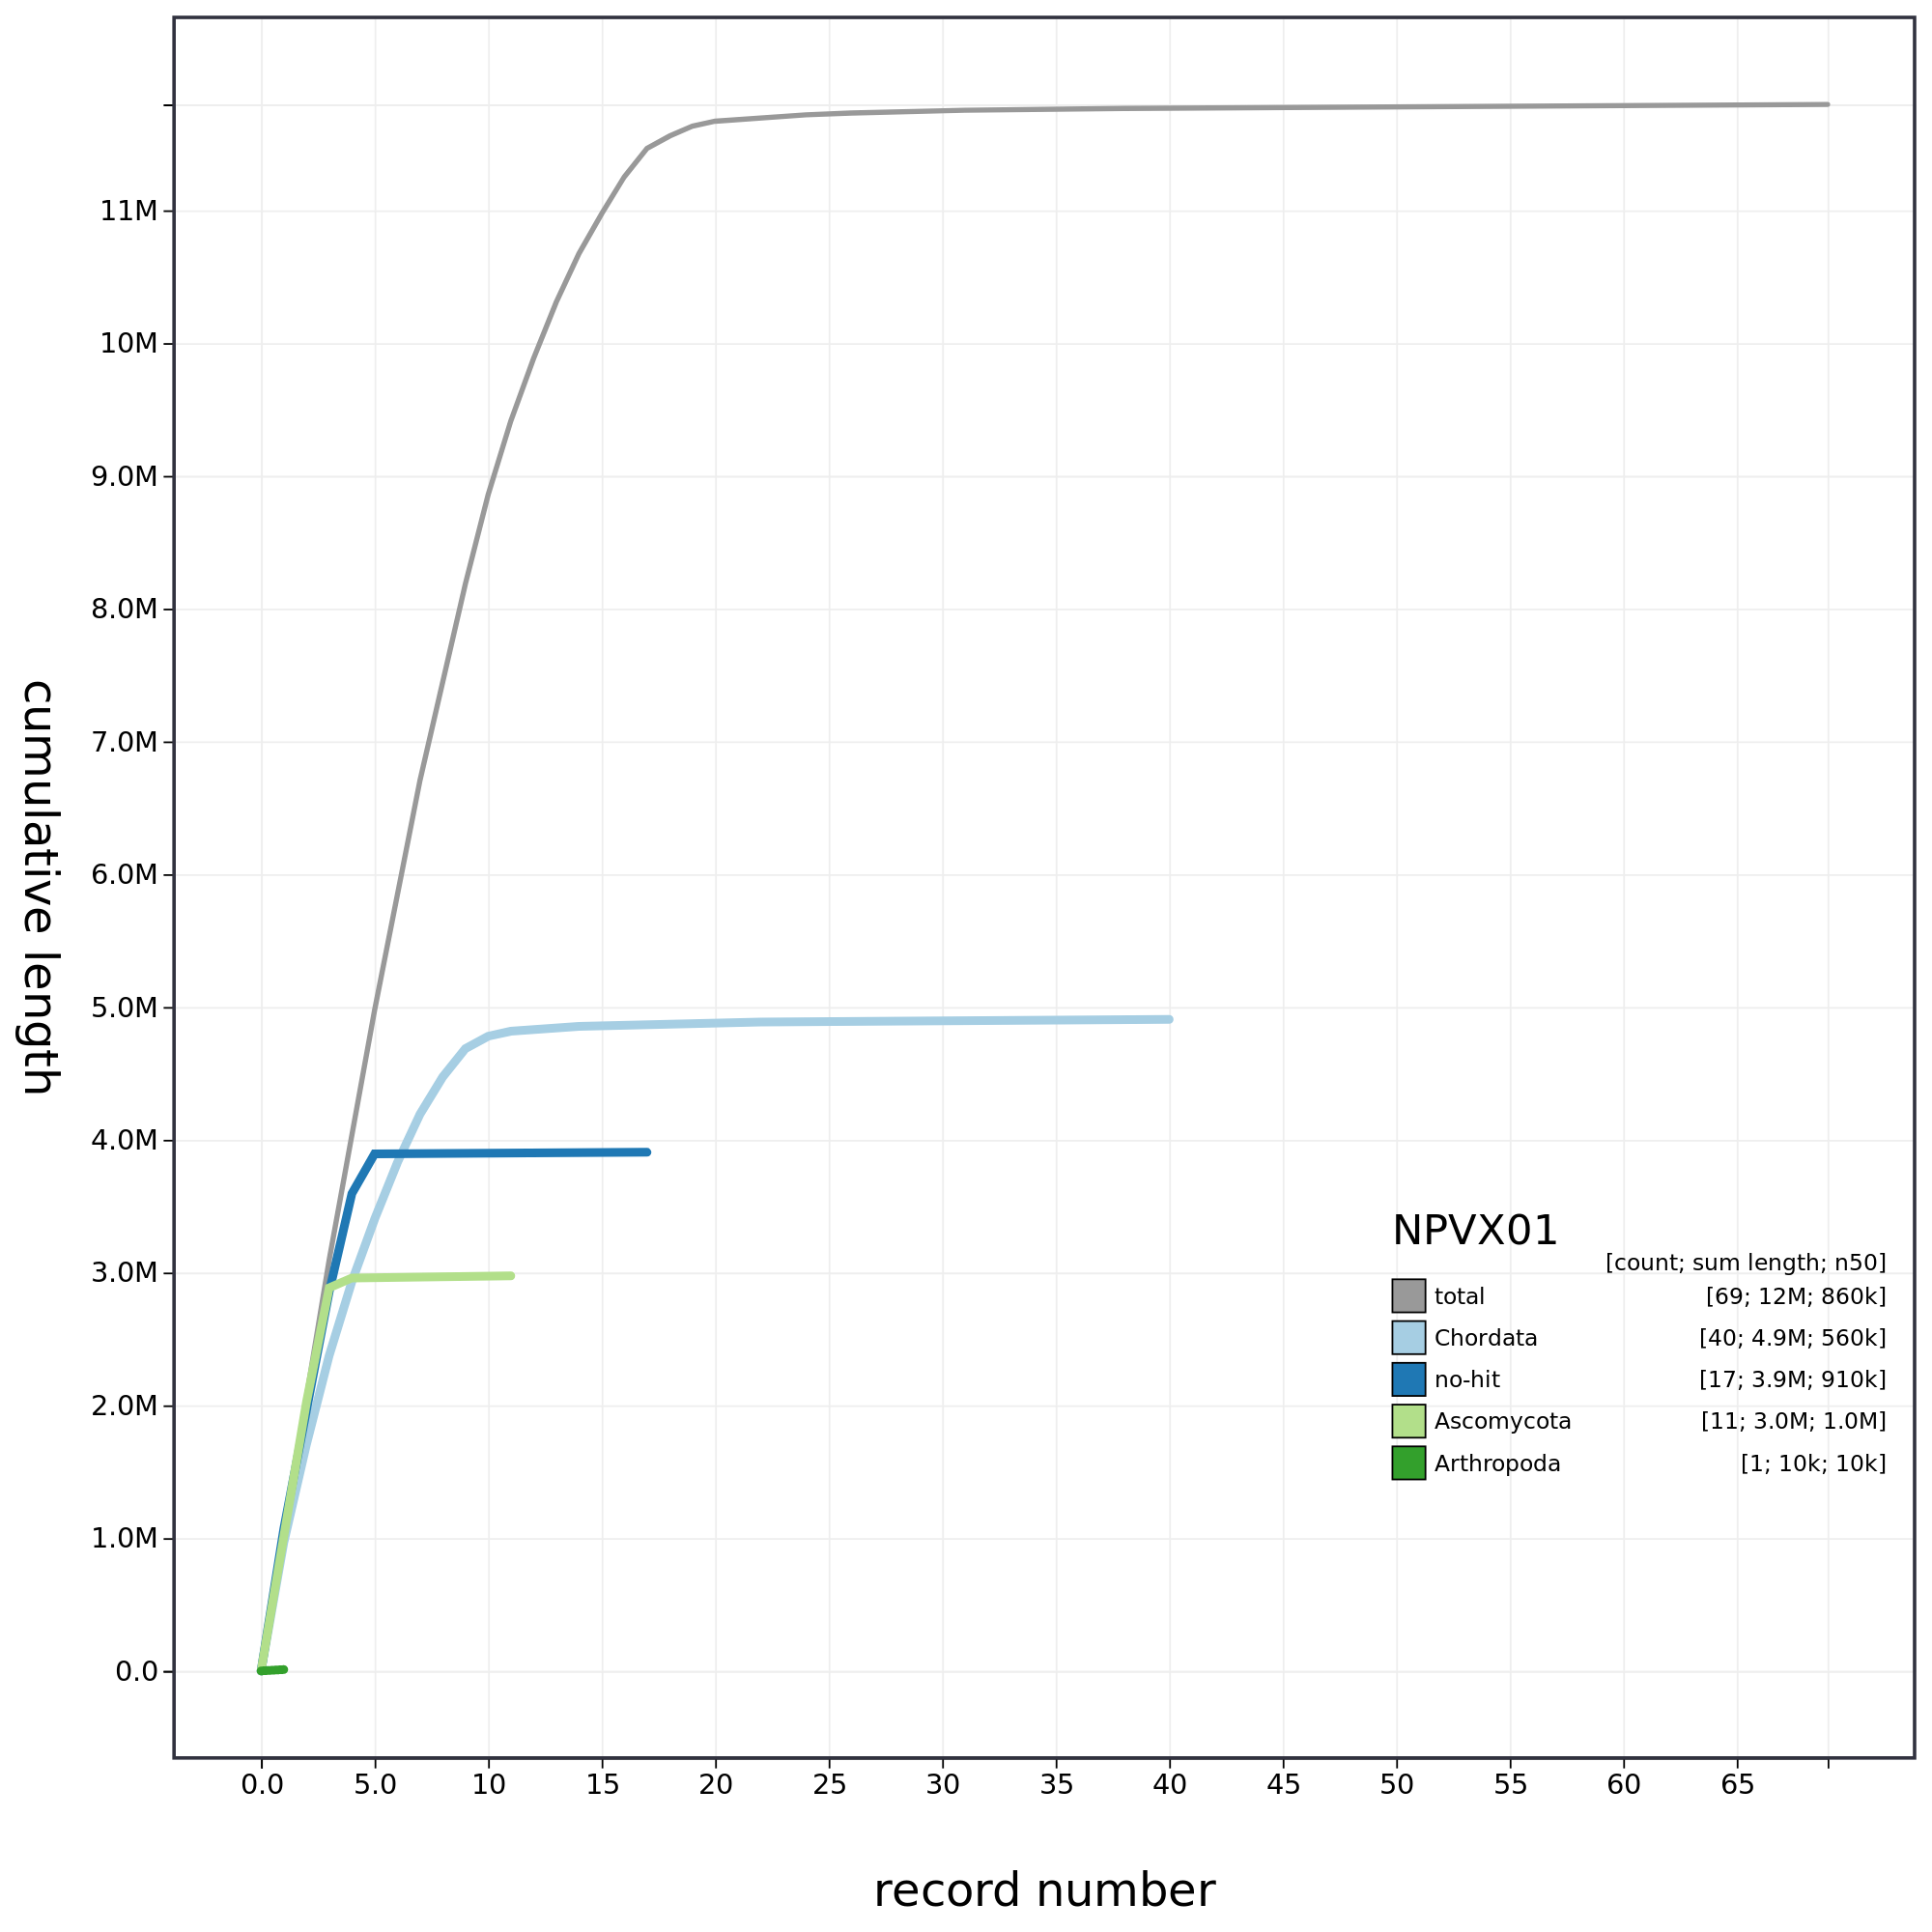 11M
10M
9.0M
8.0M
7.0M
6.0M
5.0M
4.0M
3.0M
2.0M
1.0M
0.0
cumulative length
NPVX01
[count; sum length; n50]
total [69; 12M; 860k]
Chordata [40; 4.9M; 560k]
no-hit [17; 3.9M; 910k]
Ascomycota [11; 3.0M; 1.0M]
Arthropoda [1; 10k; 10k]
0.0 5.0 10 15 20 25 30 35 40 45 50 55 60 65
record number